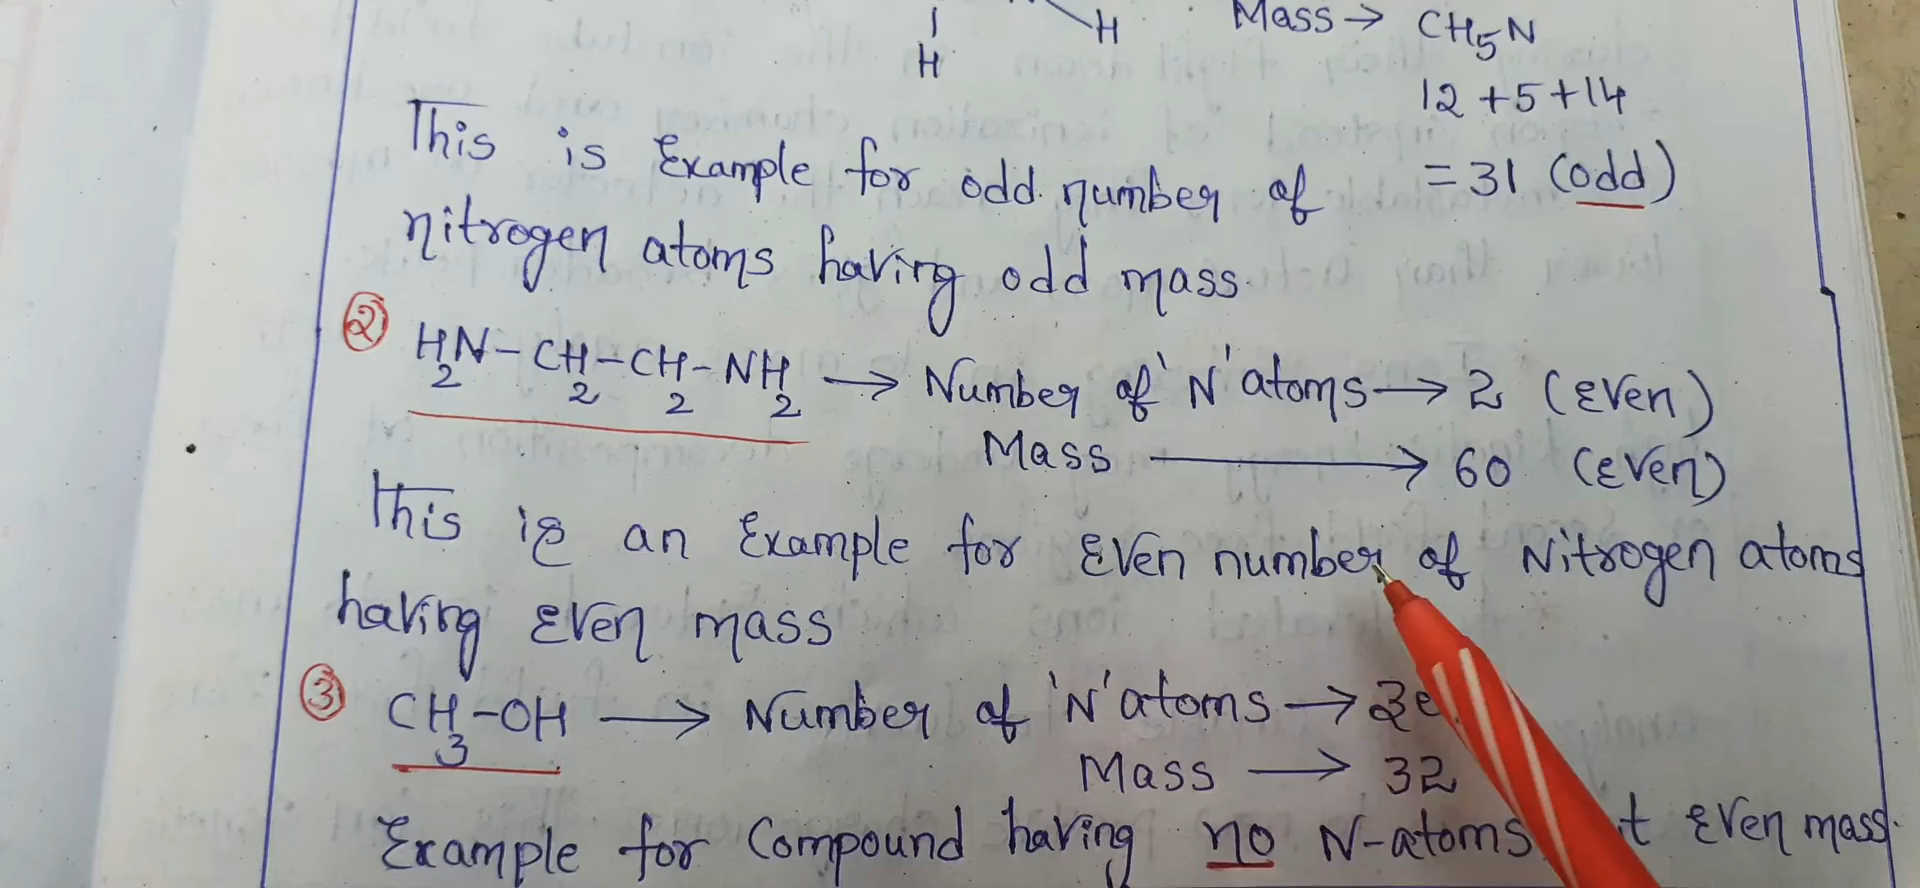 H Mass → CH5N
H
12 + 5 + 14
This is Example for odd number of = 31 (odd)
nitrogen atoms having odd mass.
② H2N-CH2-CH2-NH2 → Number of 'N' atoms → 2 (Even)
Mass → 60 (Even)
This is an Example for Even number of Nitrogen atoms
having Even mass
③ CH3-OH → Number of 'N' atoms →
Mass → 32
Example for Compound having no N-atoms Even mass.